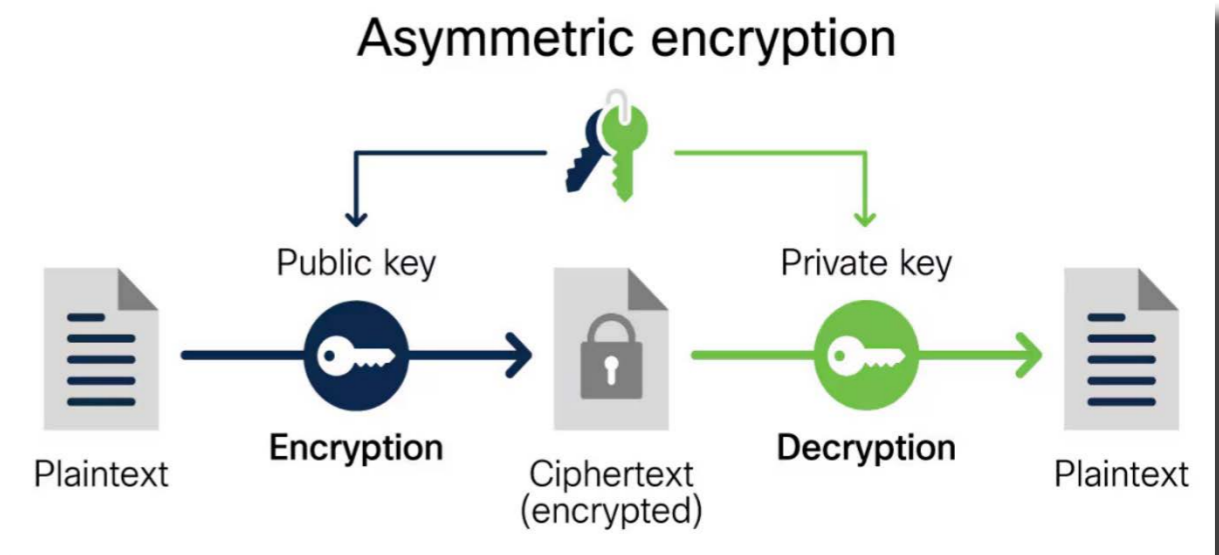 Asymmetric encryption
Public key
Private key
Encryption
Decryption
Plaintext
Ciphertext
(encrypted)
Plaintext